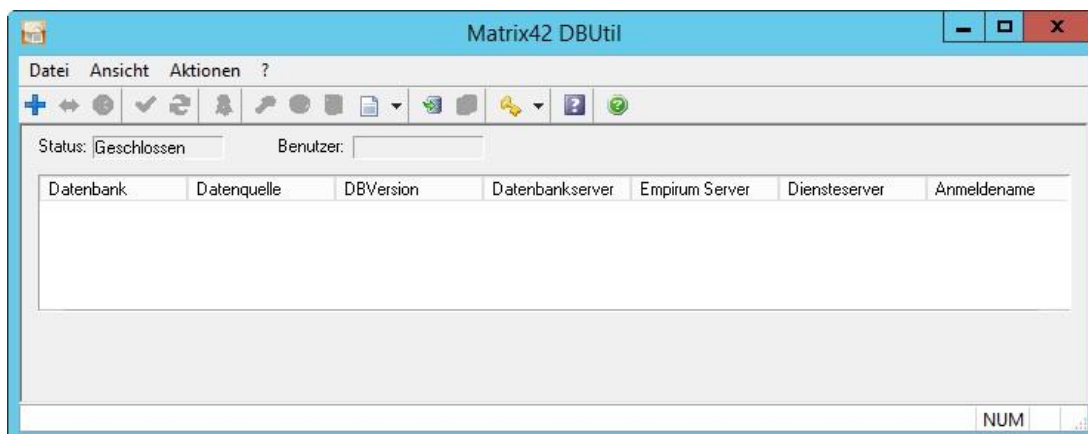 Matrix42 DBUtil
Datei Ansicht Aktionen ?
Status: Geschlossen Benutzer:
Datenbank Datenquelle DBVersion Datenbankserver Empirum Server Diensteserver Anmeldename
NUM